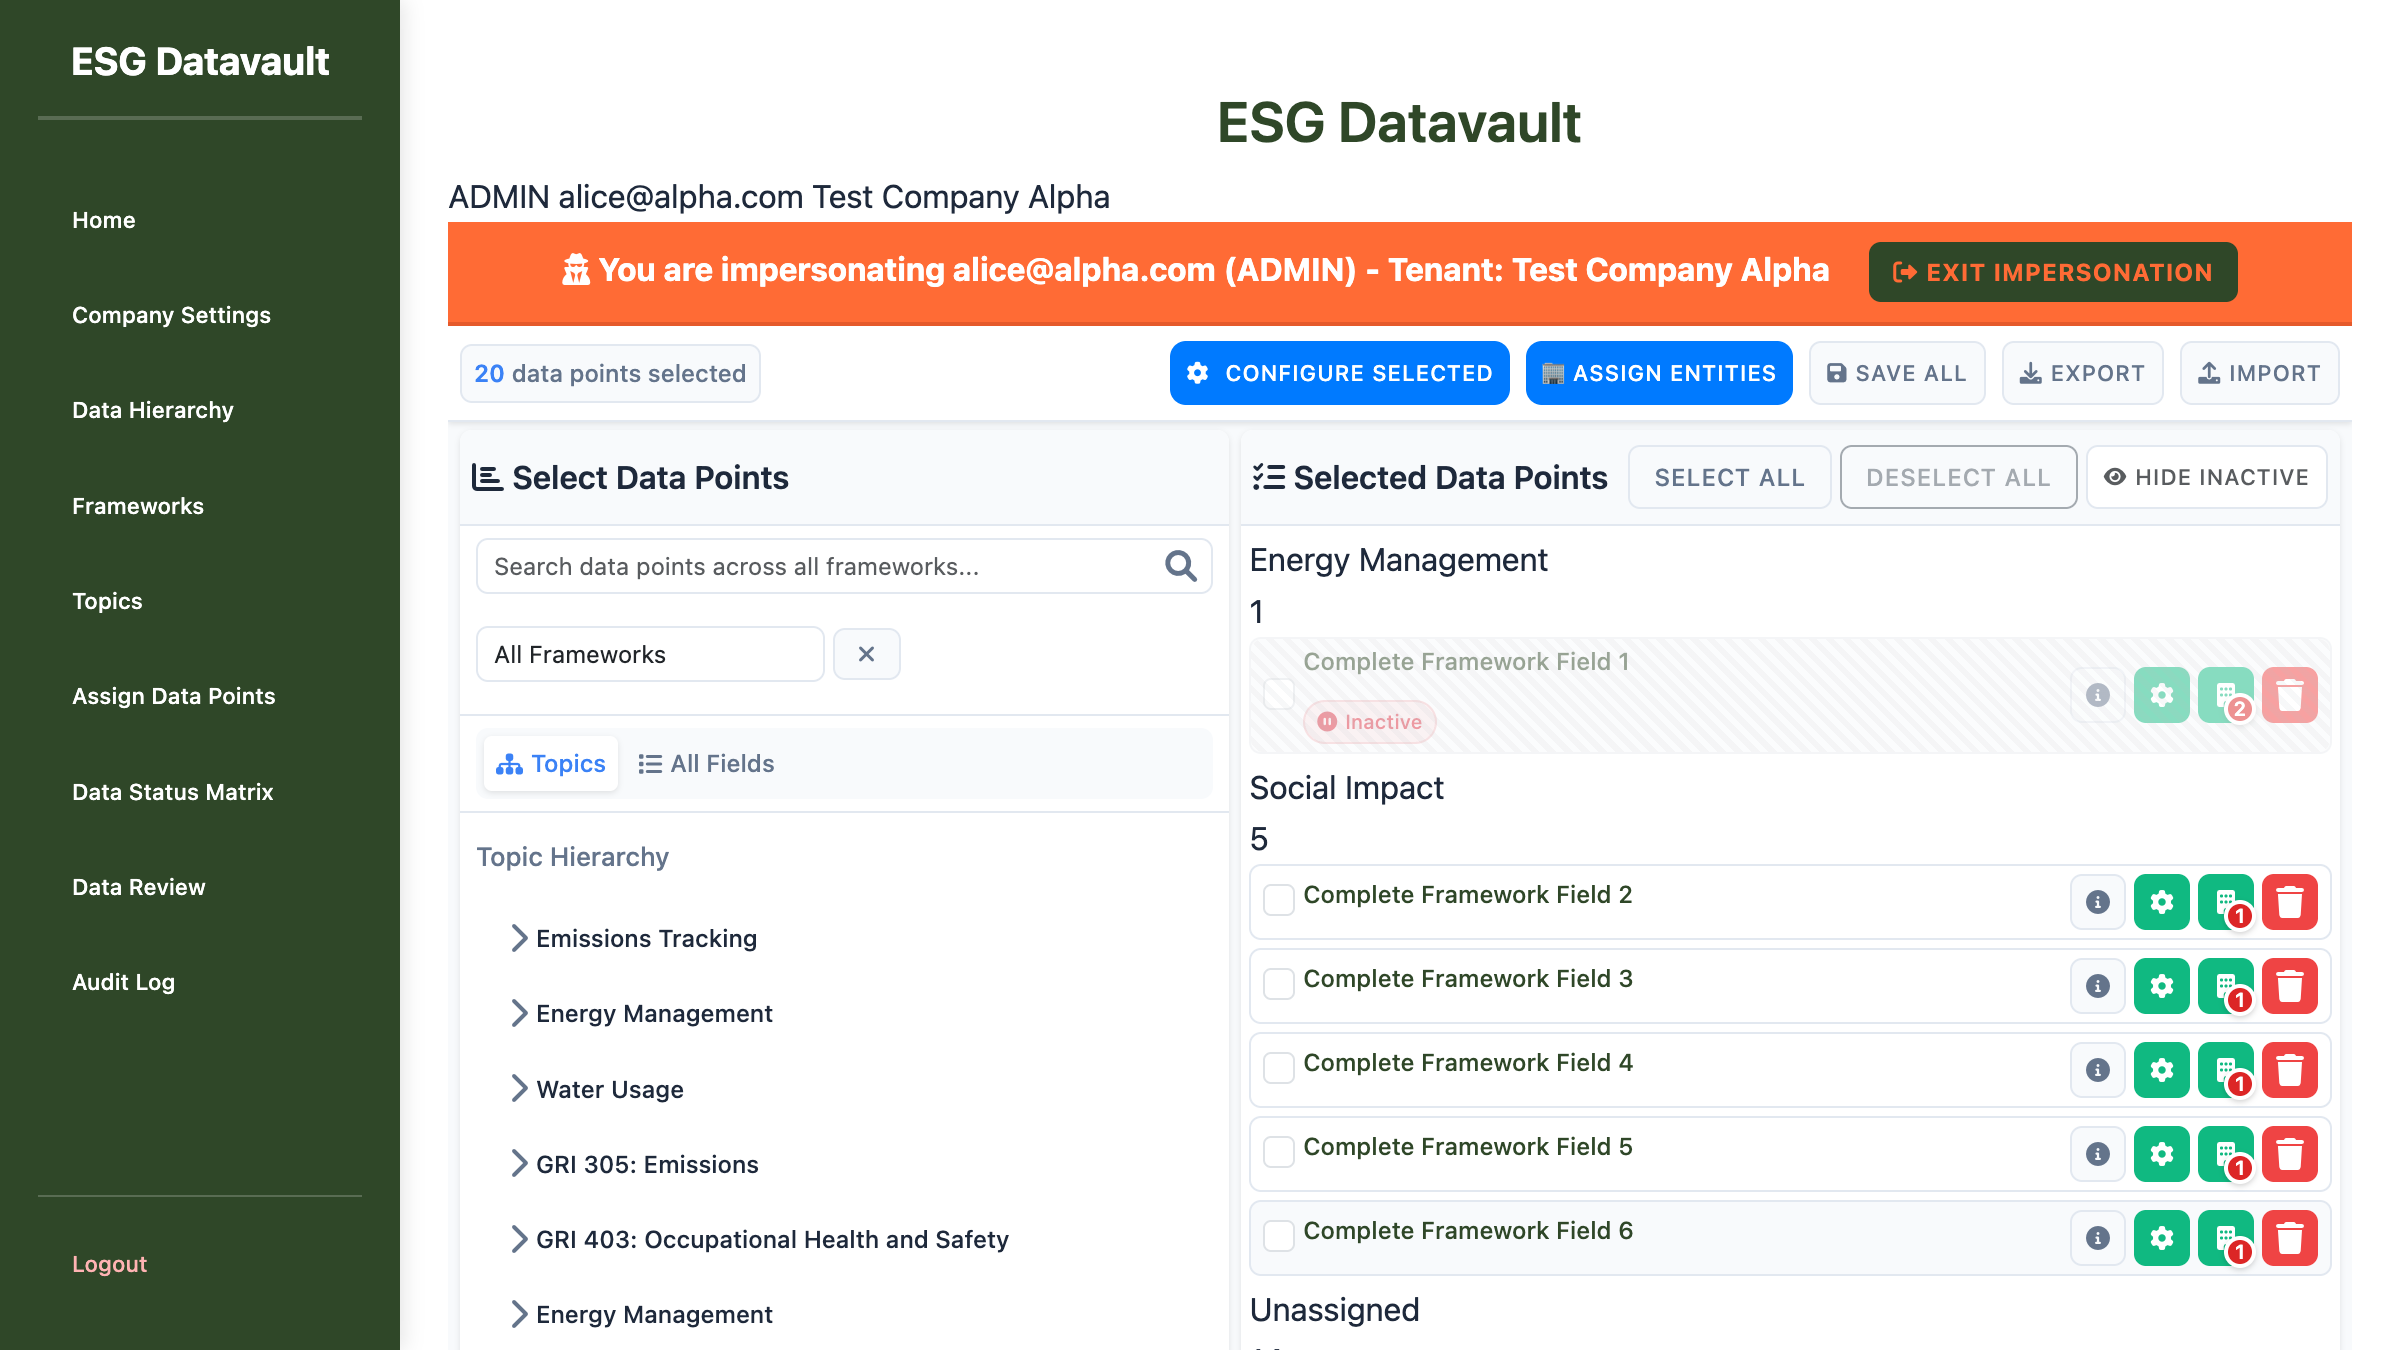 ESG Datavault
Home
Company Settings
Data Hierarchy
Frameworks
Topics
Assign Data Points
Data Status Matrix
Data Review
Audit Log
Logout
ESG Datavault
ADMIN alice@alpha.com Test Company Alpha
You are impersonating alice@alpha.com (ADMIN) - Tenant: Test Company Alpha
EXIT IMPERSONATION
20 data points selected
CONFIGURE SELECTED
ASSIGN ENTITIES
SAVE ALL
EXPORT
IMPORT
Select Data Points
Search data points across all frameworks...
All Frameworks
Topics
All Fields
Topic Hierarchy
Emissions Tracking
Energy Management
Water Usage
GRI 305: Emissions
GRI 403: Occupational Health and Safety
Energy Management
Selected Data Points
SELECT ALL
DESELECT ALL
HIDE INACTIVE
Energy Management
1
Complete Framework Field 1
Inactive
2
Social Impact
5
Complete Framework Field 2
1
Complete Framework Field 3
1
Complete Framework Field 4
1
Complete Framework Field 5
1
Complete Framework Field 6
1
Unassigned